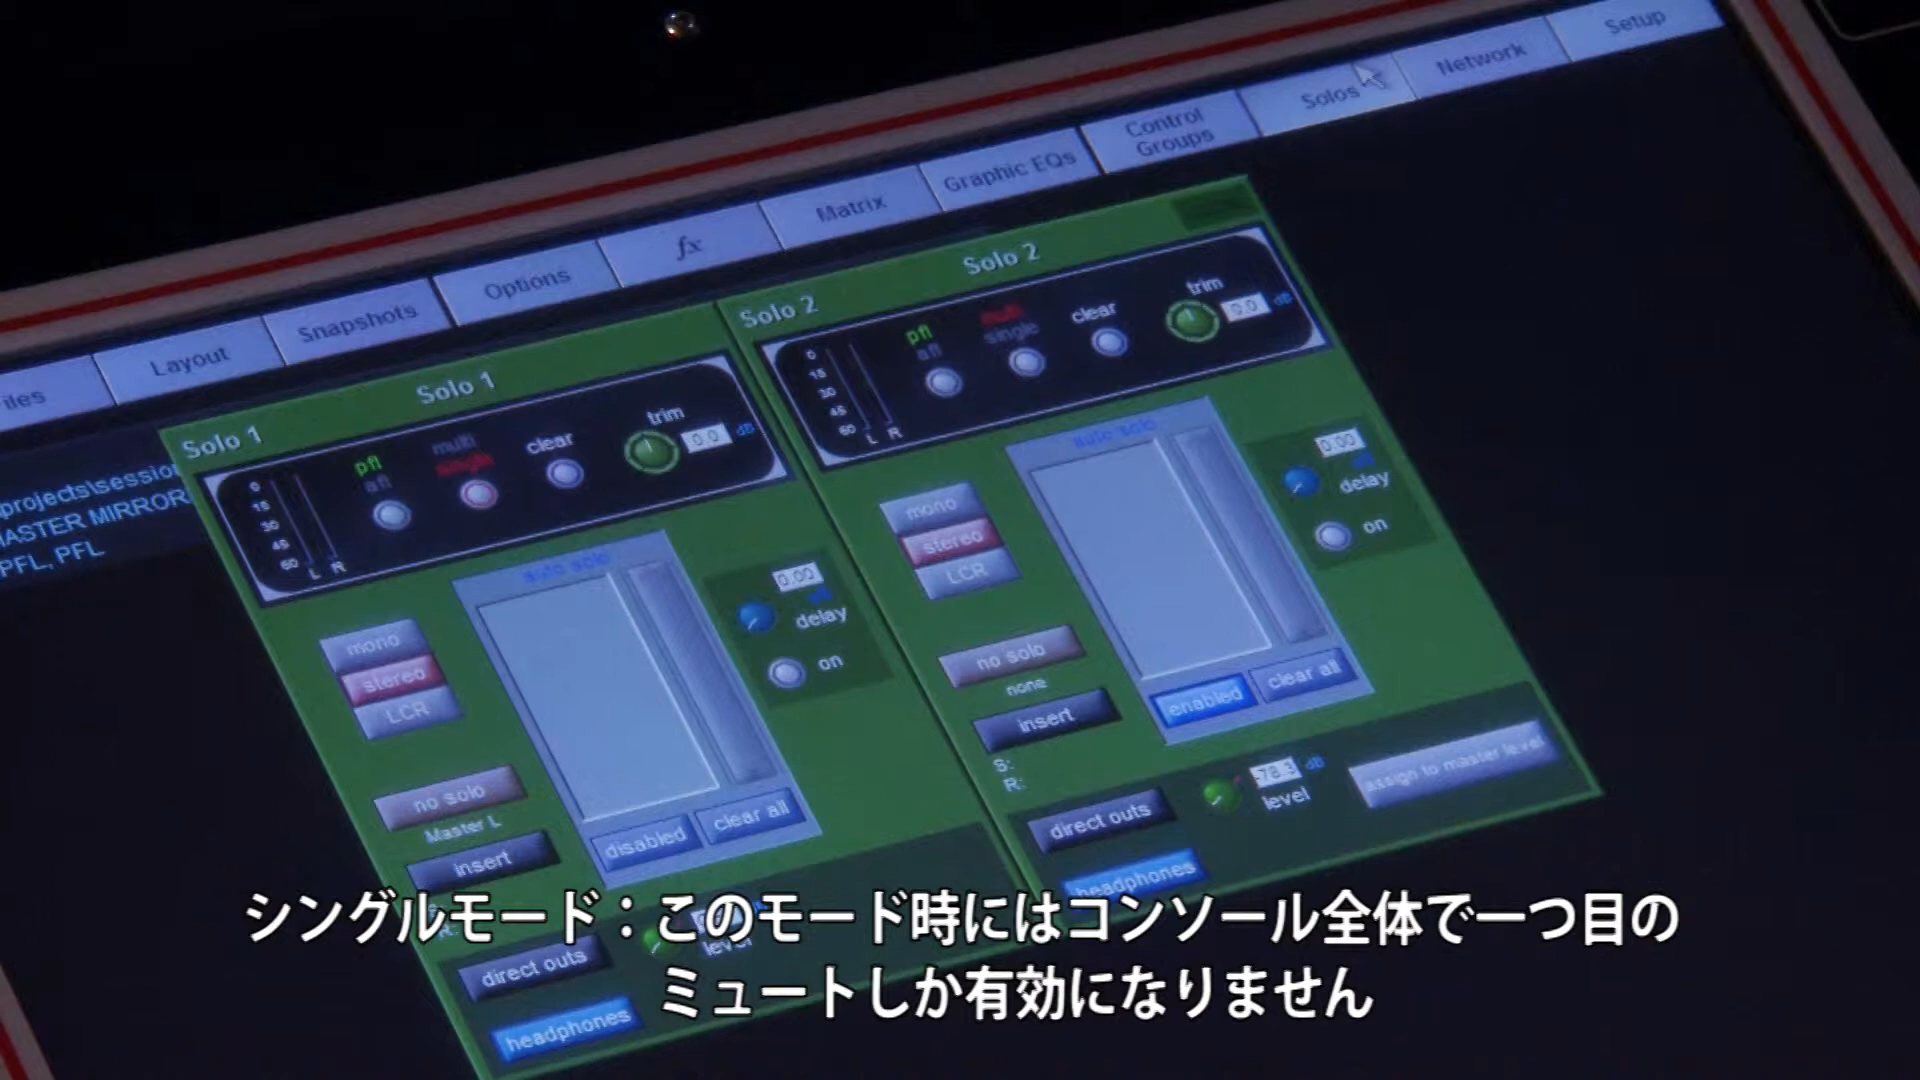 Setup
Network
Solos
Control
Groups
Graphic EQs
Matrix
fx
Options
Snapshots
Layout
iles
projects\session
MASTER MIRROR
PFL, PFL
Solo 1
Solo 1
0
15
30
45
60
L R
pfl
afl
multi
single
clear
trim
0.0 dB
mono
stereo
LCR
auto solo
0.00
delay
on
no solo
Master L
insert
disabled
clear all
R:
level
direct outs
headphones
Solo 2
Solo 2
0
15
30
45
60
L R
pfl
afl
multi
single
clear
trim
0.0 dB
mono
stereo
LCR
auto solo
0.00
delay
on
no solo
none
insert
enabled
clear all
S:
R:
direct outs
-78.3 dB
level
assign to master level
headphones
シングルモード：このモード時にはコンソール全体で一つ目の
ミュートしか有効になりません